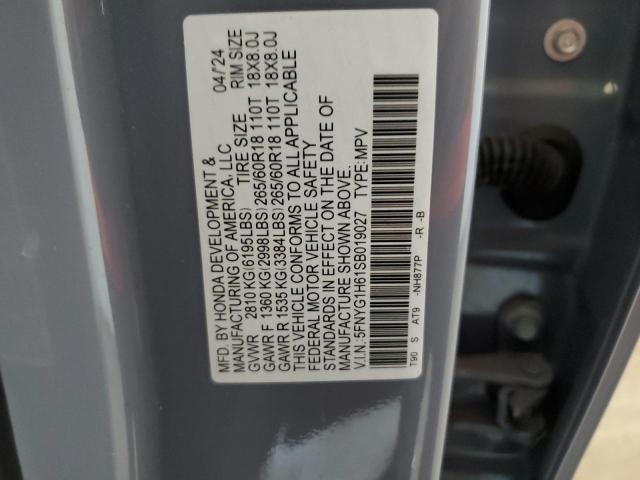 MFD. BY HONDA DEVELOPMENT & 04/'24
MANUFACTURING OF AMERICA, LLC TIRE SIZE RIM SIZE
GVWR 2810 KG(6195LBS)
GAWR F 1360 KG(2998LBS) 265/60R18 110T 18X8.0J
GAWR R 1535 KG(3384LBS) 265/60R18 110T 18X8.0J
THIS VEHICLE CONFORMS TO ALL APPLICABLE
FEDERAL MOTOR VEHICLE SAFETY
STANDARDS IN EFFECT ON THE DATE OF
MANUFACTURE SHOWN ABOVE.
V.I.N.:5FNYG1H61SB019027 TYPE:MPV
T90 S AT9 -NH877P -R -B